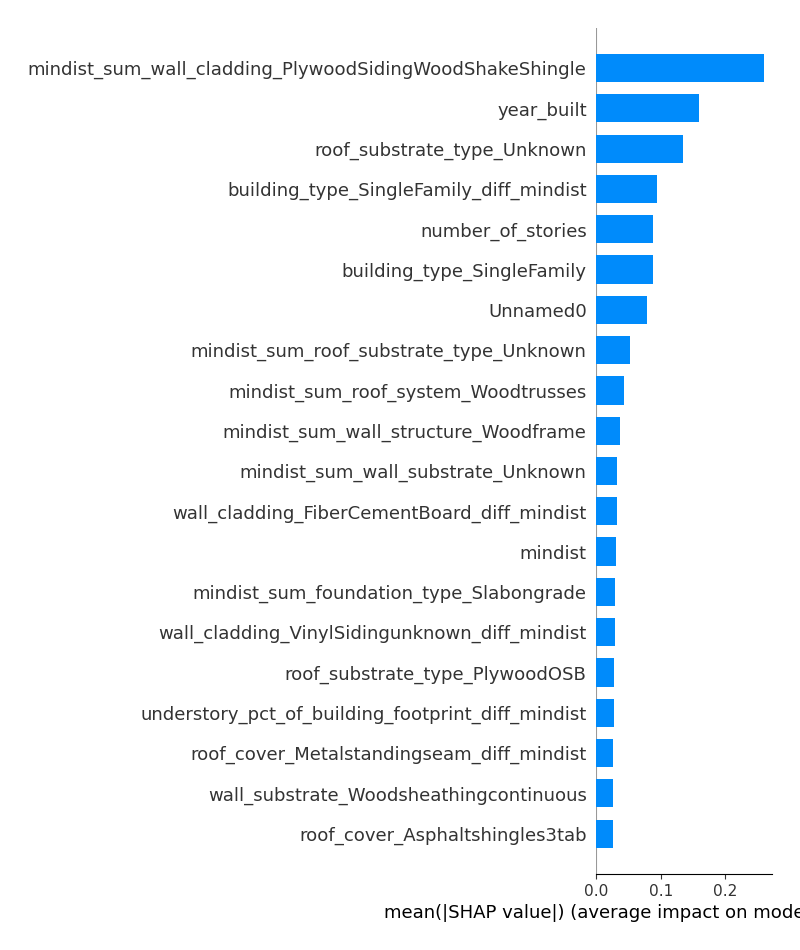 mindist_sum_wall_cladding_PlywoodSidingWoodShakeShingle
year_built
roof_substrate_type_Unknown
building_type_SingleFamily_diff_mindist
number_of_stories
building_type_SingleFamily
Unnamed0
mindist_sum_roof_substrate_type_Unknown
mindist_sum_roof_system_Woodtrusses
mindist_sum_wall_structure_Woodframe
mindist_sum_wall_substrate_Unknown
wall_cladding_FiberCementBoard_diff_mindist
mindist
mindist_sum_foundation_type_Slabongrade
wall_cladding_VinylSidingunknown_diff_mindist
roof_substrate_type_PlywoodOSB
understory_pct_of_building_footprint_diff_mindist
roof_cover_Metalstandingseam_diff_mindist
wall_substrate_Woodsheathingcontinuous
roof_cover_Asphaltshingles3tab
0.0 0.1 0.2
mean(|SHAP value|) (average impact on mode